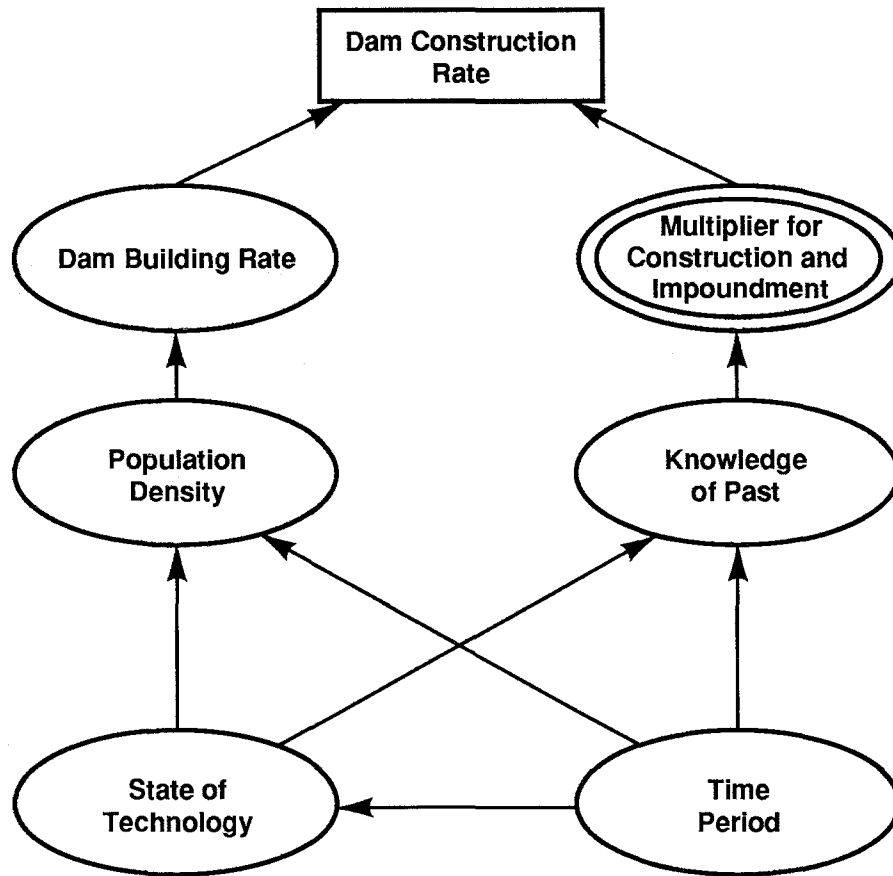 Dam Construction
Rate
Dam Building Rate
Multiplier for
Construction and
Impoundment
Population
Density
Knowledge
of Past
State of
Technology
Time
Period